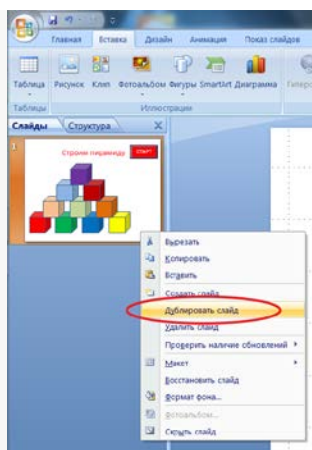 Главная Вставка Дизайн Анимация Показ слайдов
Таблица Рисунок Клип Фотоальбом Фигуры SmartArt Диаграмма
Таблицы Иллюстрации
Слайды Структура X
1
Строим пирамиду СТАРТ
Вырезать
Копировать
Вставить
Создать слайд
Дублировать слайд
Удалить слайд
Проверить наличие обновлений
Макет
Восстановить слайд
Формат фона...
Фотоальбом...
Скрыть слайд